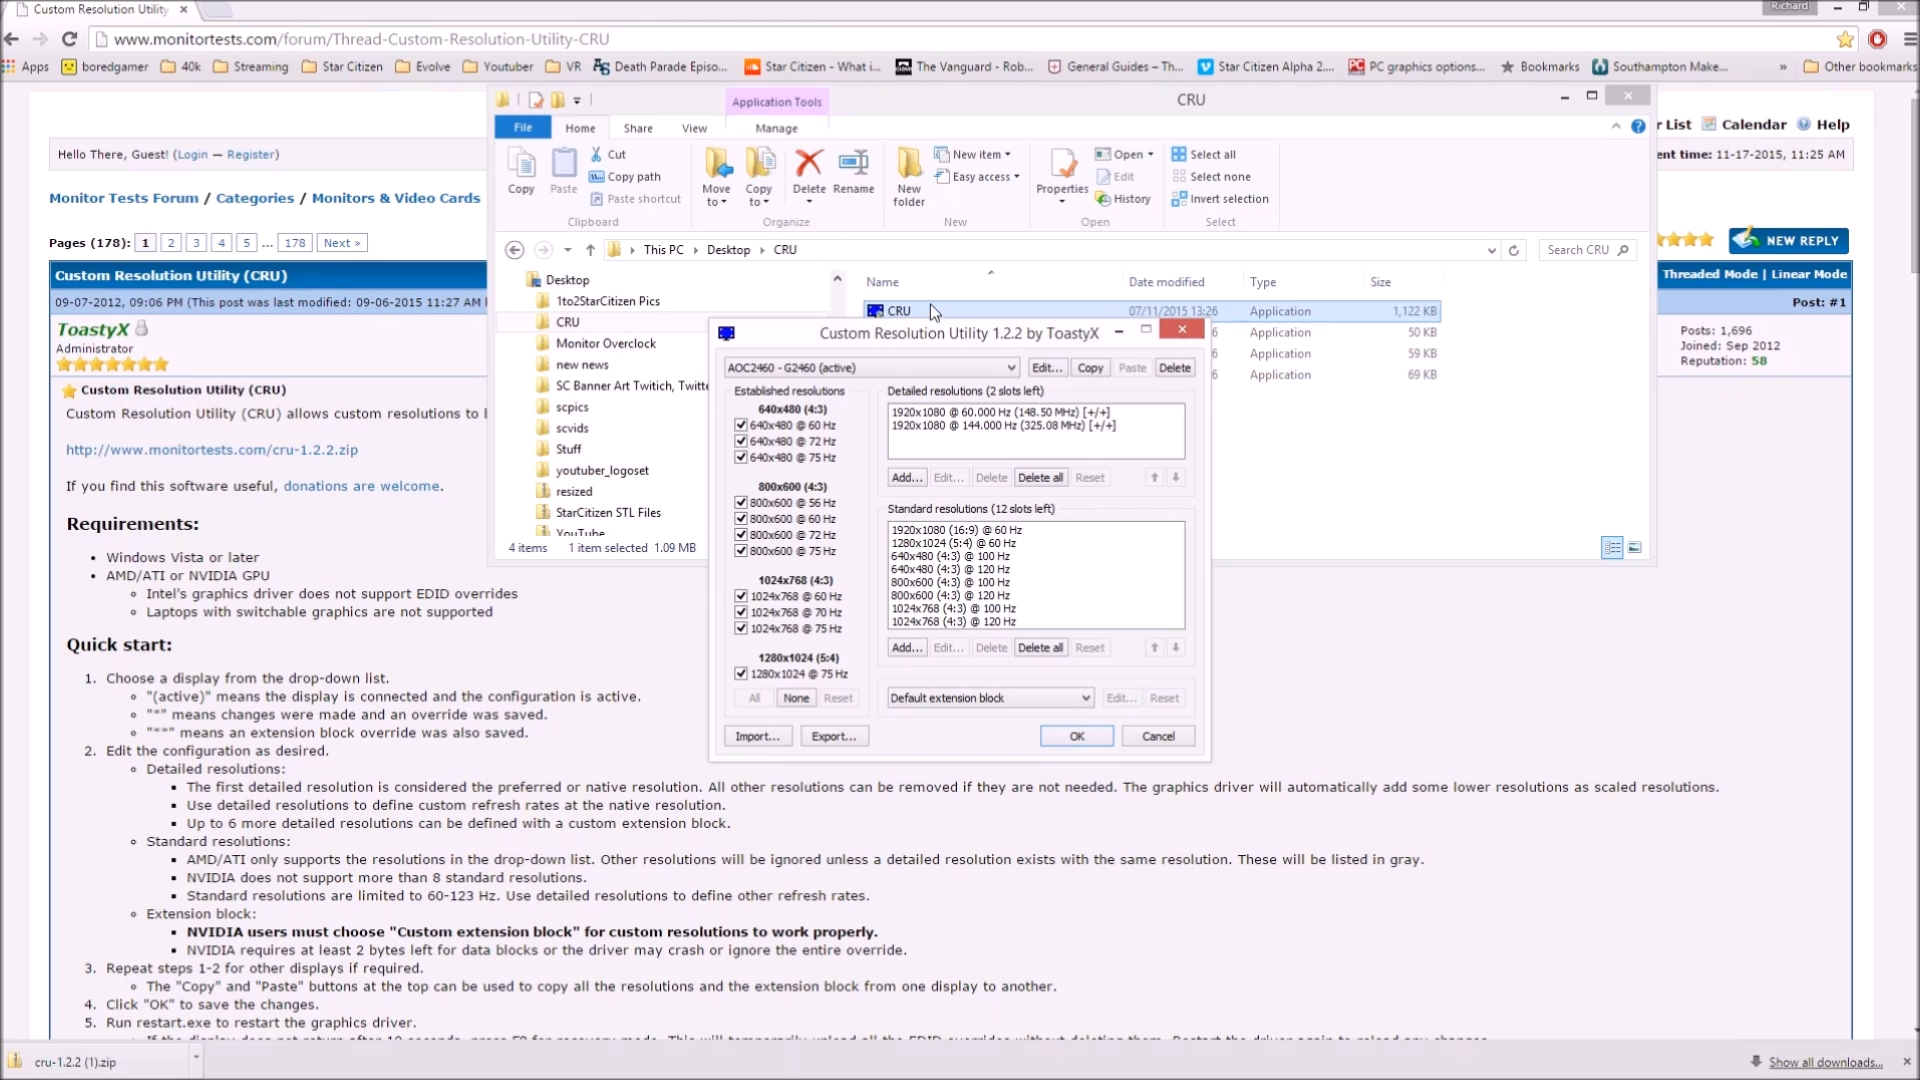 Custom Resolution Utility
Richard
www.monitortests.com/forum/Thread-Custom-Resolution-Utility-CRU
Apps boredgamer 40k Streaming Star Citizen Evolve Youtuber VR Death Parade Episo... Star Citizen - What i... The Vanguard - Rob... General Guides – Th... Star Citizen Alpha 2.... PC graphics options... Bookmarks Southampton Make... » Other bookmarks
Application Tools
CRU
File Home Share View Manage
r List Calendar Help
Hello There, Guest! (Login — Register)
ent time: 11-17-2015, 11:25 AM
Copy
Paste
Cut
Copy path
Paste shortcut
Clipboard
Move to
Copy to
Delete
Rename
Organize
New folder
New item
Easy access
New
Properties
Open
Edit
History
Open
Select all
Select none
Invert selection
Select
Monitor Tests Forum / Categories / Monitors & Video Cards
Pages (178): 1 2 3 4 5 ... 178 Next »
This PC Desktop CRU
Search CRU
NEW REPLY
Custom Resolution Utility (CRU)
Threaded Mode | Linear Mode
09-07-2012, 09:06 PM (This post was last modified: 09-06-2015 11:27 AM
Post: #1
ToastyX
Administrator
Posts: 1,696
Joined: Sep 2012
Reputation: 58
Desktop
1to2StarCitizen Pics
CRU
Monitor Overclock
new news
SC Banner Art Twitich, Twitte
scpics
scvids
Stuff
youtuber_logoset
resized
StarCitizen STL Files
YouTube
Name Date modified Type Size
CRU 07/11/2015 13:26 Application 1,122 KB
6 Application 50 KB
6 Application 59 KB
6 Application 69 KB
4 items 1 item selected 1.09 MB
Custom Resolution Utility 1.2.2 by ToastyX
AOC2460 - G2460 (active) Edit... Copy Paste Delete
Established resolutions
640x480 (4:3)
640x480 @ 60 Hz
640x480 @ 72 Hz
640x480 @ 75 Hz
800x600 (4:3)
800x600 @ 56 Hz
800x600 @ 60 Hz
800x600 @ 72 Hz
800x600 @ 75 Hz
1024x768 (4:3)
1024x768 @ 60 Hz
1024x768 @ 70 Hz
1024x768 @ 75 Hz
1280x1024 (5:4)
1280x1024 @ 75 Hz
All None Reset
Detailed resolutions (2 slots left)
1920x1080 @ 60.000 Hz (148.50 MHz) [+/+]
1920x1080 @ 144.000 Hz (325.08 MHz) [+/+]
Add... Edit... Delete Delete all Reset
Standard resolutions (12 slots left)
1920x1080 (16:9) @ 60 Hz
1280x1024 (5:4) @ 60 Hz
640x480 (4:3) @ 100 Hz
640x480 (4:3) @ 120 Hz
800x600 (4:3) @ 100 Hz
800x600 (4:3) @ 120 Hz
1024x768 (4:3) @ 100 Hz
1024x768 (4:3) @ 120 Hz
Add... Edit... Delete Delete all Reset
Default extension block Edit... Reset
Import... Export... OK Cancel
Custom Resolution Utility (CRU)
Custom Resolution Utility (CRU) allows custom resolutions to b
http://www.monitortests.com/cru-1.2.2.zip
If you find this software useful, donations are welcome.
Requirements:
• Windows Vista or later
• AMD/ATI or NVIDIA GPU
Intel's graphics driver does not support EDID overrides
Laptops with switchable graphics are not supported
Quick start:
1. Choose a display from the drop-down list.
"(active)" means the display is connected and the configuration is active.
"*" means changes were made and an override was saved.
"**" means an extension block override was also saved.
2. Edit the configuration as desired.
Detailed resolutions:
The first detailed resolution is considered the preferred or native resolution. All other resolutions can be removed if they are not needed. The graphics driver will automatically add some lower resolutions as scaled resolutions.
Use detailed resolutions to define custom refresh rates at the native resolution.
Up to 6 more detailed resolutions can be defined with a custom extension block.
Standard resolutions:
AMD/ATI only supports the resolutions in the drop-down list. Other resolutions will be ignored unless a detailed resolution exists with the same resolution. These will be listed in gray.
NVIDIA does not support more than 8 standard resolutions.
Standard resolutions are limited to 60-123 Hz. Use detailed resolutions to define other refresh rates.
Extension block:
NVIDIA users must choose "Custom extension block" for custom resolutions to work properly.
NVIDIA requires at least 2 bytes left for data blocks or the driver may crash or ignore the entire override.
3. Repeat steps 1-2 for other displays if required.
The "Copy" and "Paste" buttons at the top can be used to copy all the resolutions and the extension block from one display to another.
4. Click "OK" to save the changes.
5. Run restart.exe to restart the graphics driver.
cru-1.2.2 (1).zip
Show all downloads...